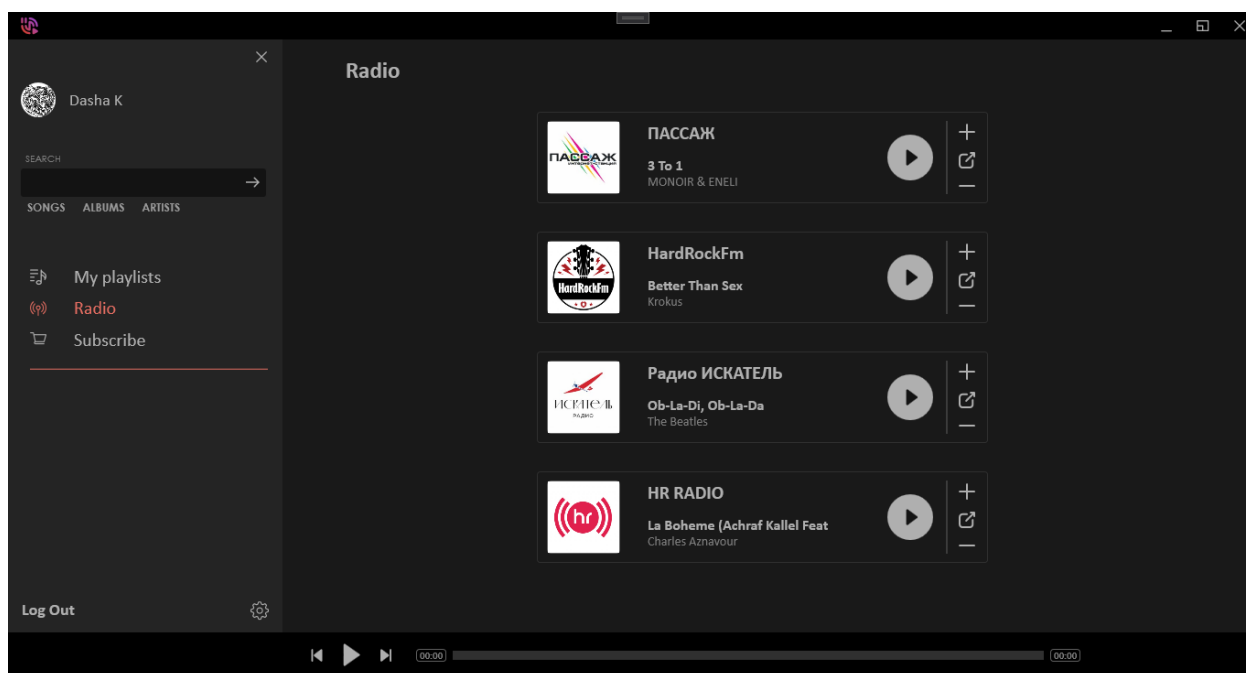 Radio
Dasha K
SEARCH
SONGS ALBUMS ARTISTS
My playlists
Radio
Subscribe
Log Out
ПАССАЖ
ПАССАЖ
3 To 1
MONOIR & ENELI
HardRockFm
HardRockFm
Better Than Sex
Krokus
ИСКАТЕЛЬ
РАДИО
Радио ИСКАТЕЛЬ
Ob-La-Di, Ob-La-Da
The Beatles
hr
HR RADIO
La Boheme (Achraf Kallel Feat
Charles Aznavour
00:00 00:00